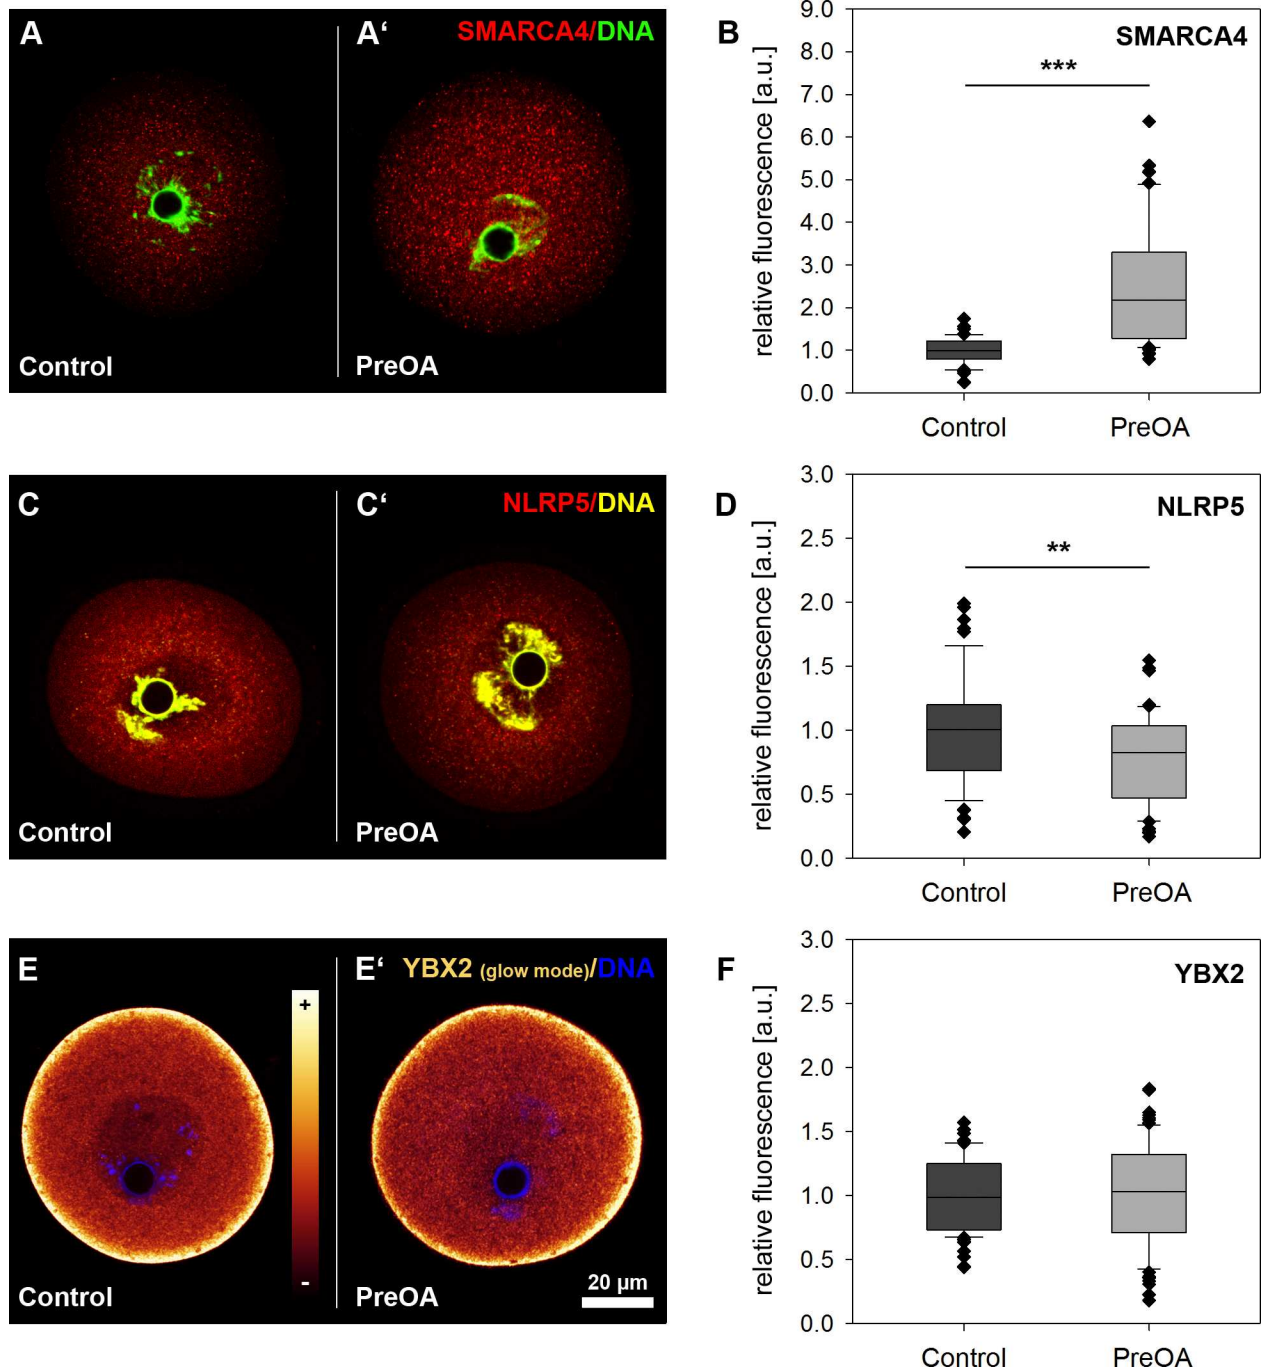 A
A‘ SMARCA4/DNA
Control
PreOA
B
SMARCA4
***
relative fluorescence [a.u.]
9.0
8.0
7.0
6.0
5.0
4.0
3.0
2.0
1.0
0.0
Control PreOA
C
C‘ NLRP5/DNA
Control
PreOA
D
NLRP5
**
relative fluorescence [a.u.]
3.0
2.5
2.0
1.5
1.0
0.5
0.0
Control PreOA
E
E‘ YBX2 (glow mode)/DNA
+
-
Control
PreOA
20 µm
F
YBX2
relative fluorescence [a.u.]
3.0
2.5
2.0
1.5
1.0
0.5
0.0
Control PreOA